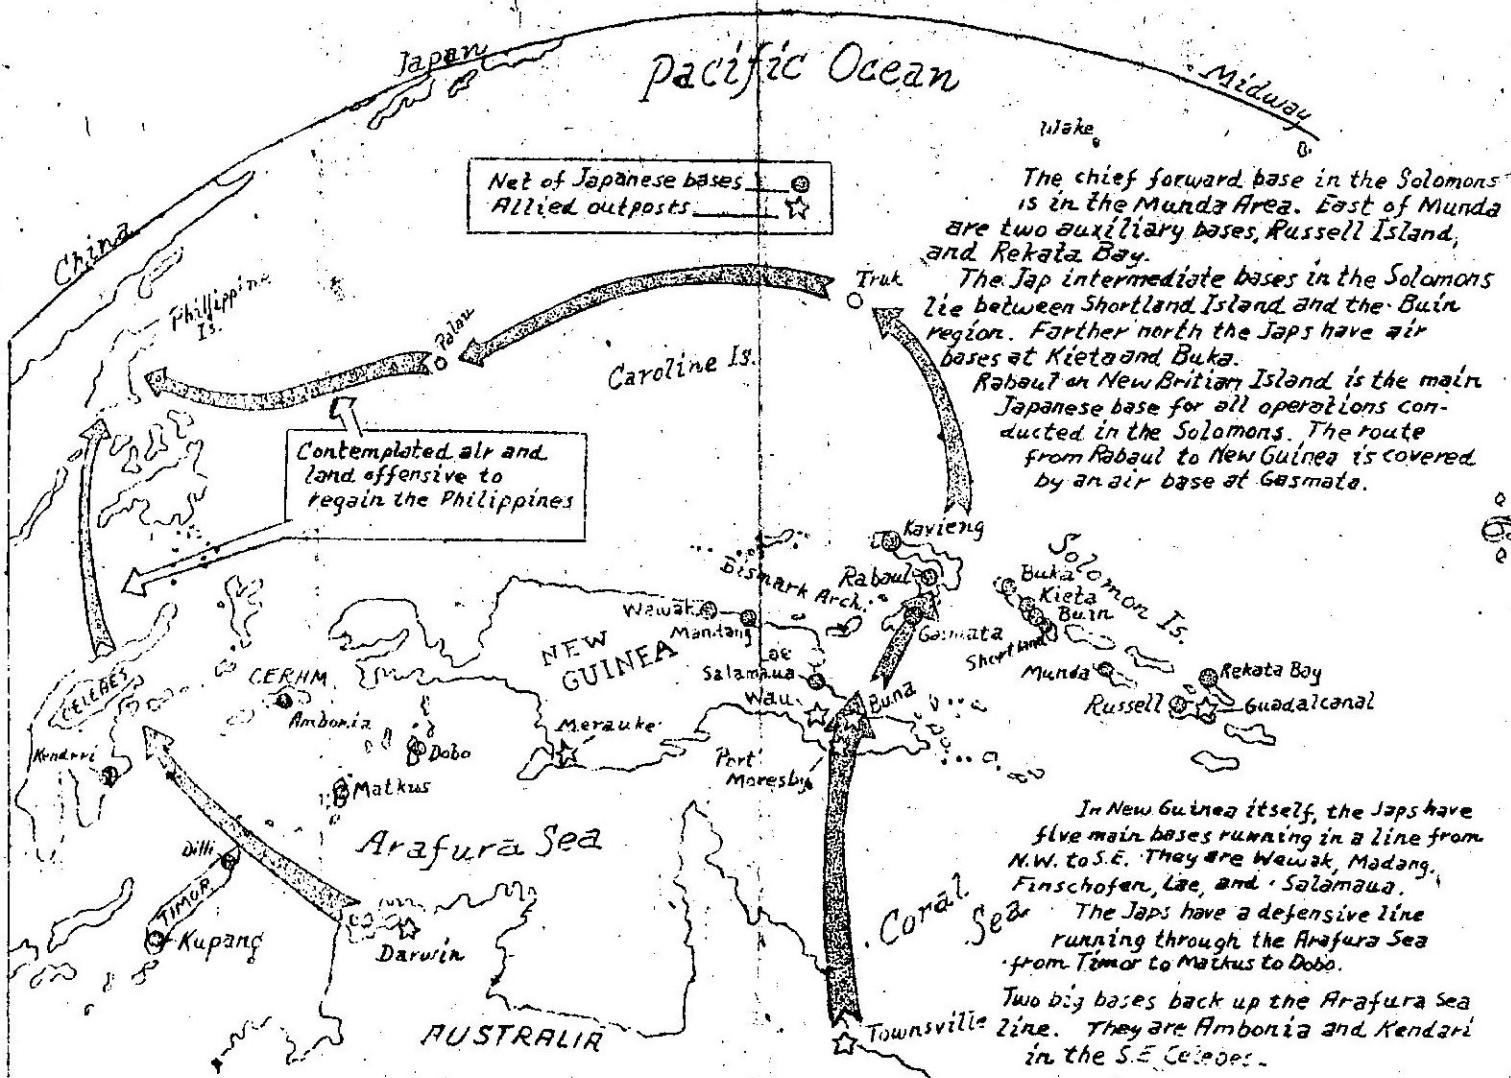 Japan
Pacific Ocean
Midway
Wake
China
Net of Japanese bases
Allied outposts
The chief forward base in the Solomons
is in the Munda Area. East of Munda
are two auxiliary bases, Russell Island,
and Rekata Bay.
The Jap intermediate bases in the Solomons
lie between Shortland Island and the Buin
region. Farther north the Japs have air
bases at Kieta and Buka.
Rabaul on New Britian Island is the main
Japanese base for all operations con-
ducted in the Solomons. The route
from Rabaul to New Guinea is covered
by an air base at Gasmata.
Phillippine
Is.
Truk
Palau
Caroline Is.
Contemplated air and
land offensive to
regain the Philippines
Kavieng
Solomon Is.
Bismark Arch.
Rabaul
Buka
Kieta
Buin
Shortland
Gasmata
Wewak
Mandang
NEW
GUINEA
Lae
Salamaua
Wau
Buna
Munda
Rekata Bay
Russell
Guadalcanal
CELEBES
CERHM
Ambonia
Merauke
Kendrri
Dobo
Port
Moresby
Matkus
Arafura Sea
Dilli
TIMOR
Kupang
Darwin
Coral
Sea
In New Guinea itself, the Japs have
five main bases running in a line from
N.W. to S.E. They are Wewak, Madang,
Finschofen, Lae, and Salamaua.
The Japs have a defensive line
running through the Arafura Sea
from Timor to Matkus to Dobo.
Two big bases back up the Arafura Sea
line. They are Ambonia and Kendari
in the S.E. Celebes.
AUSTRALIA
Townsville